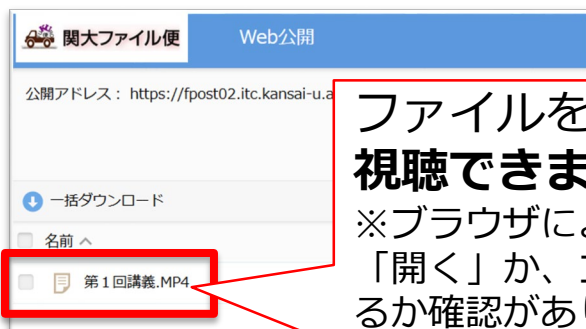 関大ファイル便
Web公開
公開アドレス： https://fpost02.itc.kansai-u.a
一括ダウンロード
名前
第１回講義.MP4
ファイルを
視聴できま
※ブラウザによ
「開く」か、
るか確認があ